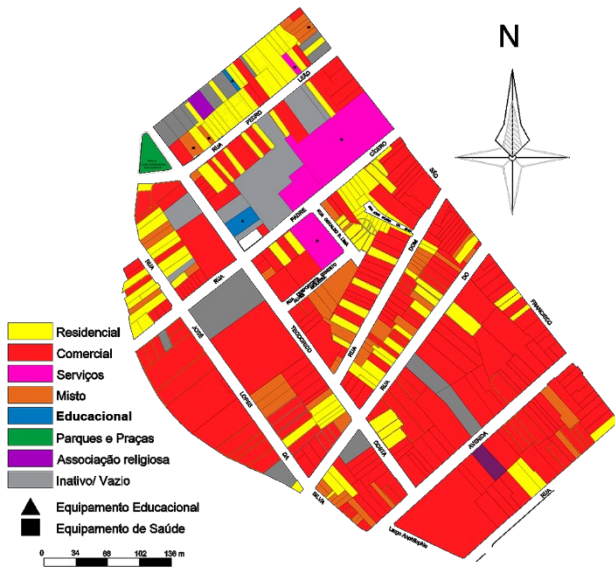 N
RUA PEDRO LEÃO
RUA PADRE CÍCERO
SÃO
RUA DOM
RUA DO
FRANCISCO
RUA
JOSÉ
LOPES
DA
SILVA
TEODORICO
COSTA
AVENIDA
RUA
Residencial
Comercial
Serviços
Misto
Educacional
Parques e Praças
Associação religiosa
Inativo/ Vazio
Equipamento Educacional
Equipamento de Saúde
0 34 68 102 136 m